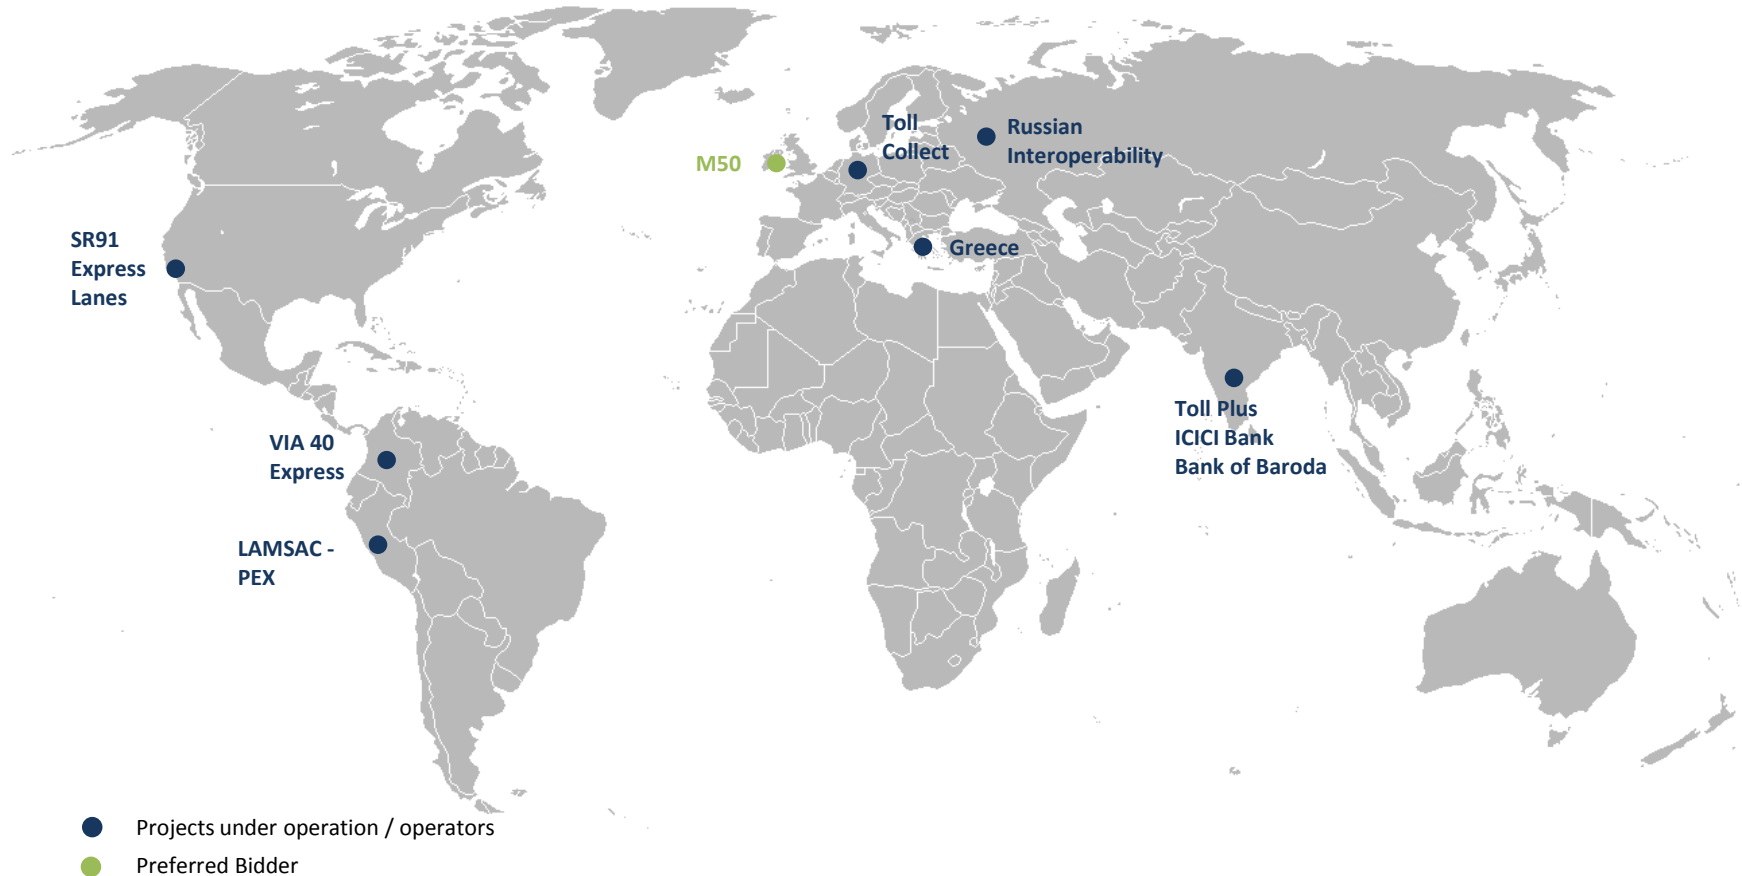 Toll
Collect
Russian
Interoperability
M50
Greece
SR91
Express
Lanes
Toll Plus
ICICI Bank
Bank of Baroda
VIA 40
Express
LAMSAC -
PEX
Projects under operation / operators
Preferred Bidder